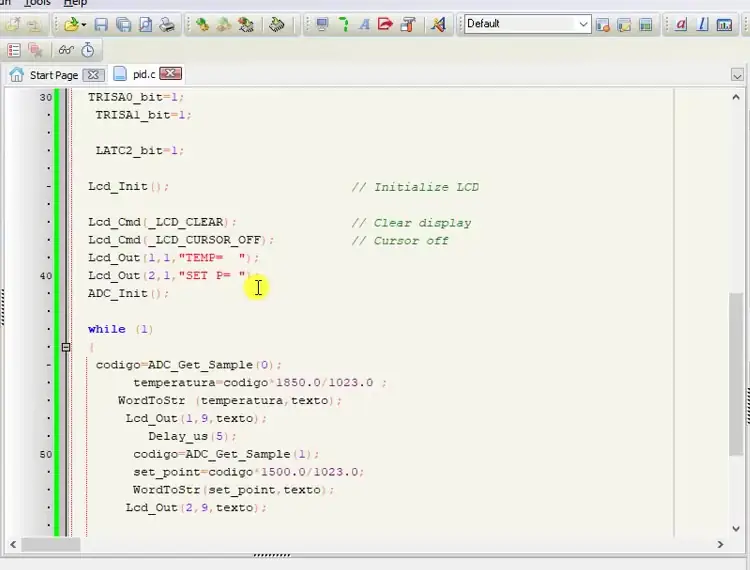 Tools Help
Default
Start Page pid.c
30 TRISA0_bit=1;
TRISA1_bit=1;
LATC2_bit=1;
Lcd_Init(); // Initialize LCD
Lcd_Cmd(_LCD_CLEAR); // Clear display
Lcd_Cmd(_LCD_CURSOR_OFF); // Cursor off
Lcd_Out(1,1,"TEMP=  ");
40 Lcd_Out(2,1,"SET P= ");
ADC_Init();
while (1)
{
codigo=ADC_Get_Sample(0);
temperatura=codigo*1850.0/1023.0 ;
WordToStr (temperatura,texto);
Lcd_Out(1,9,texto);
Delay_us(5);
50 codigo=ADC_Get_Sample(1);
set_point=codigo*1500.0/1023.0;
WordToStr(set_point,texto);
Lcd_Out(2,9,texto);